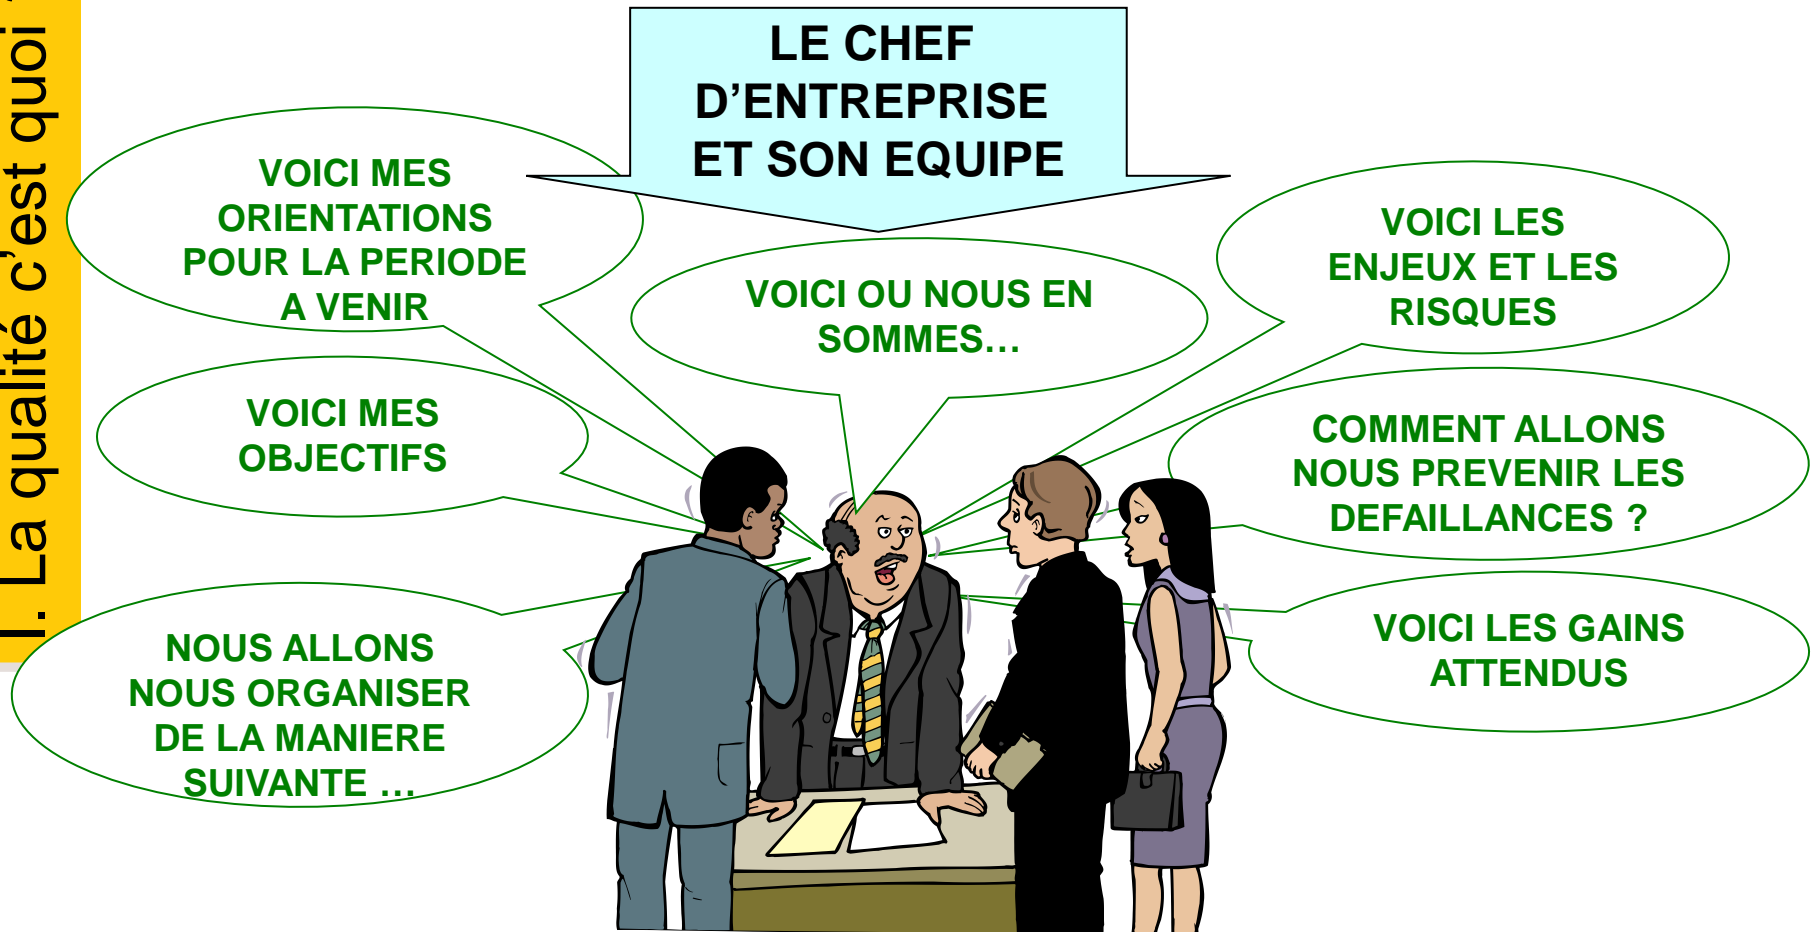 I. La qualité c'est quoi ?
LE CHEF
D’ENTREPRISE
ET SON EQUIPE
VOICI MES
ORIENTATIONS
POUR LA PERIODE
A VENIR
VOICI OU NOUS EN
SOMMES…
VOICI LES
ENJEUX ET LES
RISQUES
VOICI MES
OBJECTIFS
COMMENT ALLONS
NOUS PREVENIR LES
DEFAILLANCES ?
NOUS ALLONS
NOUS ORGANISER
DE LA MANIERE
SUIVANTE …
VOICI LES GAINS
ATTENDUS